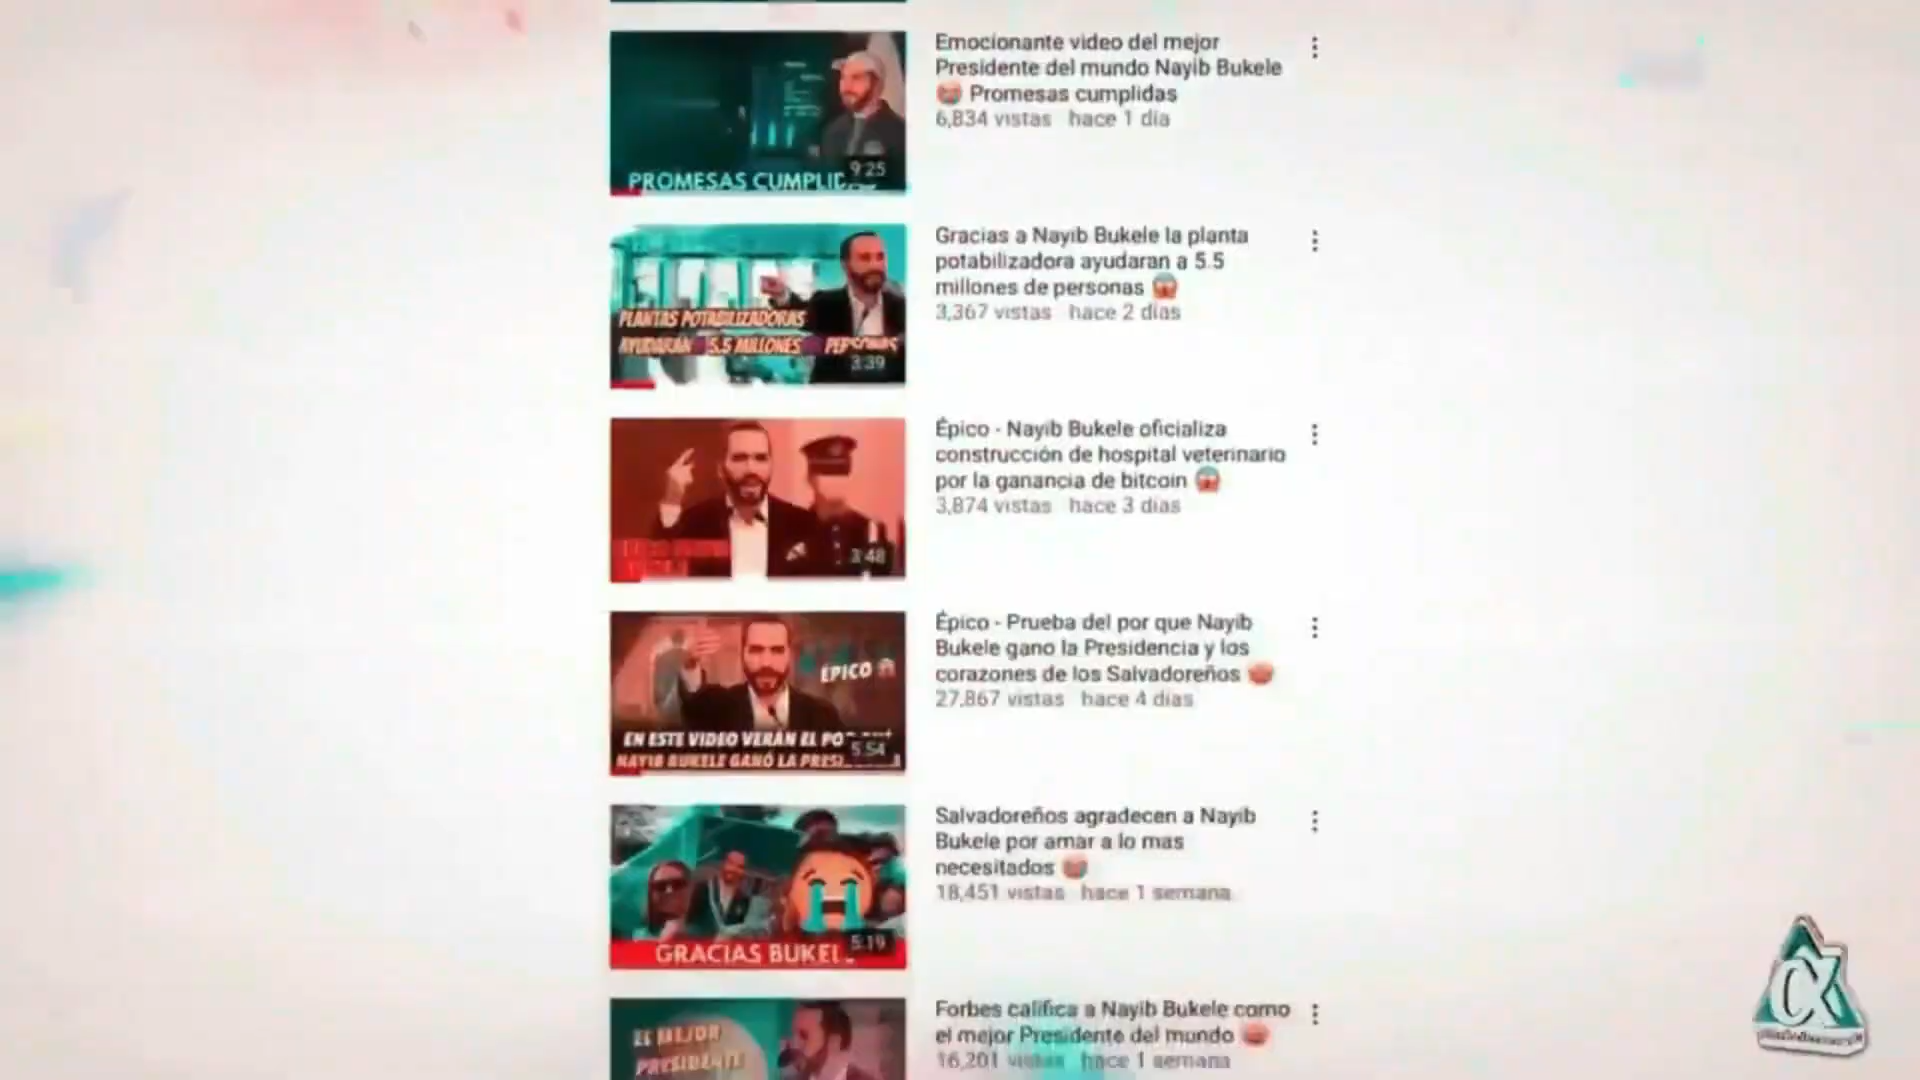 Emocionante video del mejor
Presidente del mundo Nayib Bukele
😭 Promesas cumplidas
6,834 vistas hace 1 día
PROMESAS CUMPLID
9:25
Gracias a Nayib Bukele la planta
potabilizadora ayudaran a 5.5
millones de personas 😱
3,367 vistas hace 2 días
PLANTAS POTABILIZADORAS
AYUDARÁN A 5.5 MILLONES DE PERSONAS
3:39
Épico - Nayib Bukele oficializa
construcción de hospital veterinario
por la ganancia de bitcoin 😱
3,874 vistas hace 3 días
3:48
Épico - Prueba del por que Nayib
Bukele gano la Presidencia y los
corazones de los Salvadoreños
27,867 vistas hace 4 días
ÉPICO
EN ESTE VIDEO VERÁN EL PO
NAYIB BUKELE GANÓ LA PRESI
5:54
Salvadoreños agradecen a Nayib
Bukele por amar a lo mas
necesitados 😭
18,451 vistas hace 1 semana
GRACIAS BUKEL
5:19
Forbes califica a Nayib Bukele como
el mejor Presidente del mundo
16,201 vistas hace 1 semana
EL MEJOR
PRESIDENTE
CX